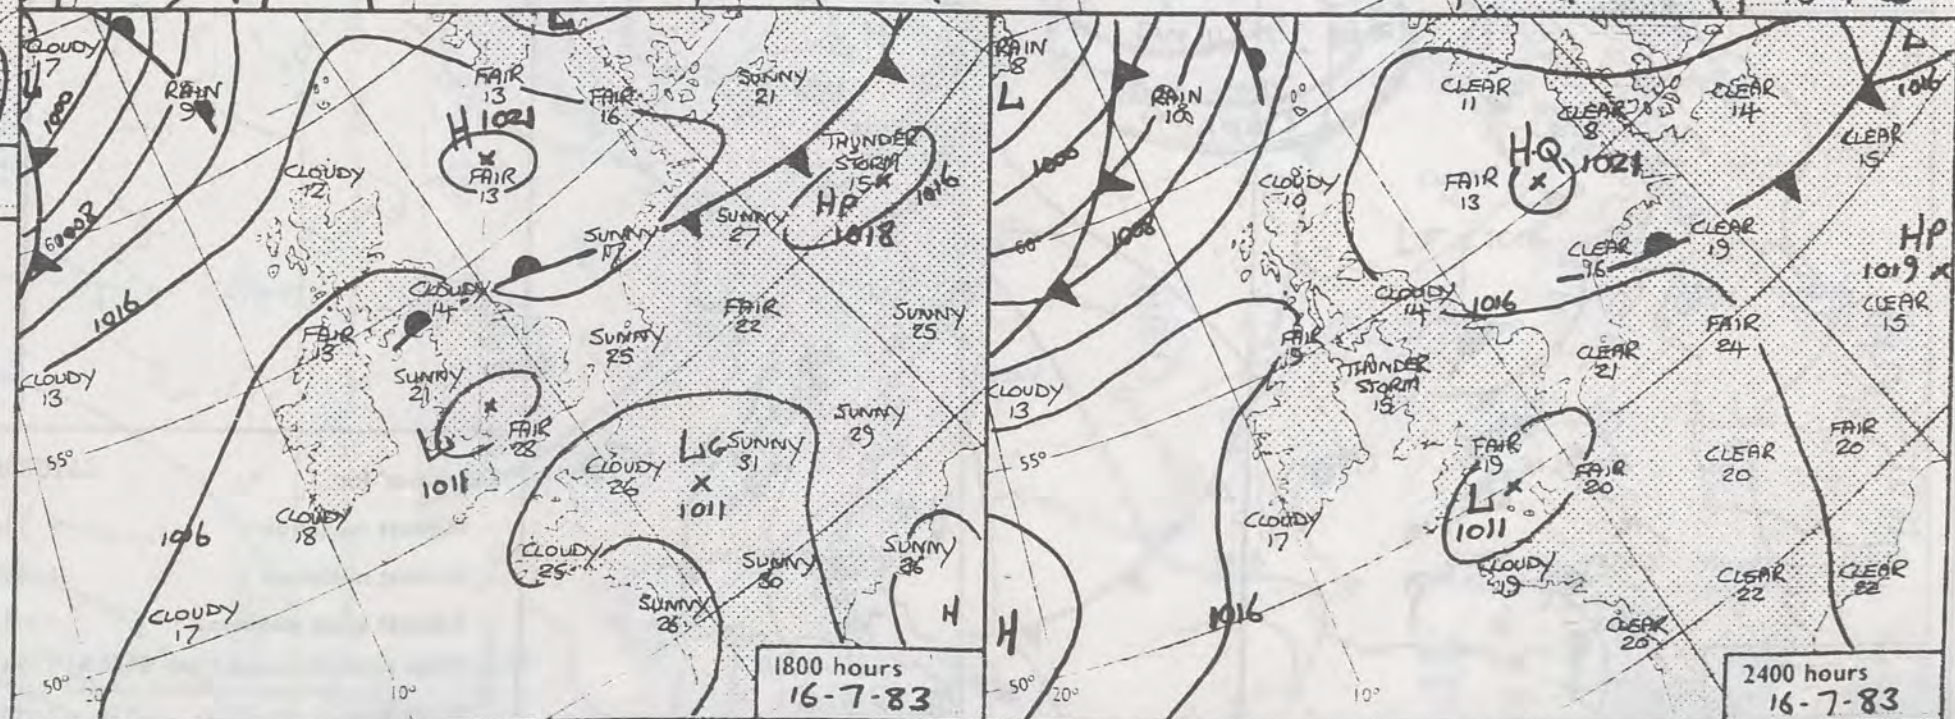 L
CLOUDY
17
L
1000
RAIN
9
FAIR
13
FAIR
16
SUNNY
21
H 1021
FAIR
13
THUNDER
STORM
15
HP
1018
1016
CLOUDY
12
SUNNY
17
SUNNY
27
60°
1016
CLOUDY
14
FAIR
13
FAIR
22
SUNNY
25
SUNNY
25
CLOUDY
13
SUNNY
21
L
1011
FAIR
28
SUNNY
29
55°
CLOUDY
26
LG
1011
SUNNY
31
1016
CLOUDY
18
CLOUDY
25
SUNNY
30
SUNNY
26
H
CLOUDY
17
SUNNY
26
50°
10°
1800 hours
16-7-83
RAIN
8
L
RAIN
10
1000
CLEAR
11
CLEAR
8
CLEAR
14
L
1016
CLEAR
15
HQ 1021
FAIR
13
CLOUDY
10
60°
1008
CLEAR
19
CLEAR
HP
1019
CLEAR
15
CLOUDY
14
1016
FAIR
FAIR
24
THUNDER
STORM
15
CLEAR
21
CLOUDY
13
55°
FAIR
19
FAIR
20
CLEAR
20
FAIR
20
L
1011
CLOUDY
17
CLOUDY
19
CLEAR
22
CLEAR
22
H
1016
CLEAR
20
50°
20°
10°
2400 hours
16-7-83